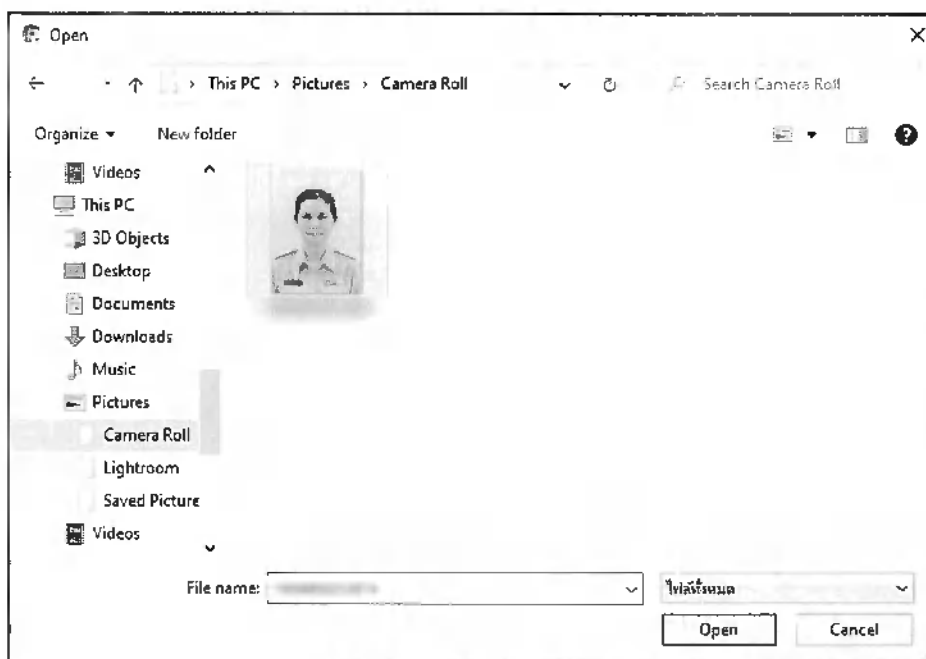 Open
This PC > Pictures > Camera Roll
Search Camera Roll
Organize
New folder
Videos
This PC
3D Objects
Desktop
Documents
Downloads
Music
Pictures
Camera Roll
Lightroom
Saved Picture
Videos
File name:
ไฟล์ทั้งหมด
Open
Cancel